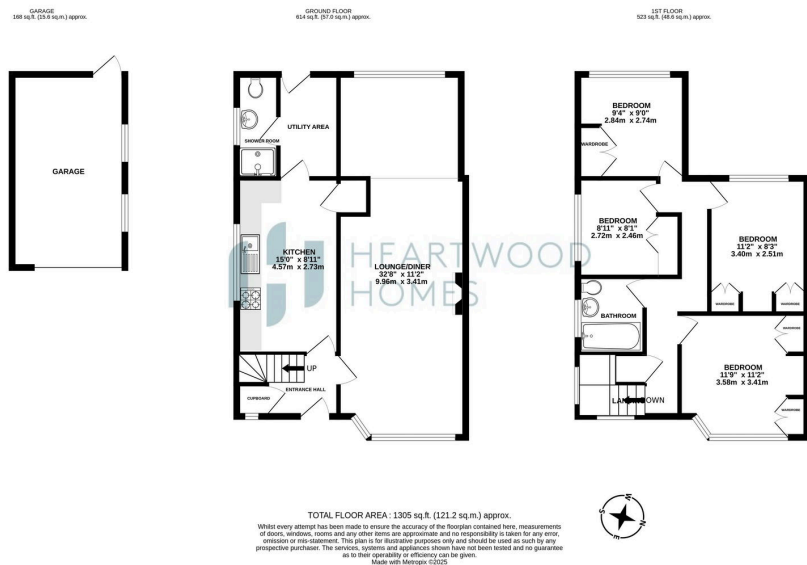 GARAGE
168 sq.ft. (15.6 sq.m.) approx.
GROUND FLOOR
614 sq.ft. (57.0 sq.m.) approx.
1ST FLOOR
523 sq.ft. (48.6 sq.m.) approx.
GARAGE
UTILITY AREA
SHOWER ROOM
KITCHEN
15'0" x 8'11"
4.57m x 2.73m
LOUNGE/DINER
32'8" x 11'2"
9.96m x 3.41m
UP
ENTRANCE HALL
CUPBOARD
BEDROOM
9'4" x 9'0"
2.84m x 2.74m
WARDROBE
BEDROOM
8'11" x 8'1"
2.72m x 2.46m
BEDROOM
11'2" x 8'3"
3.40m x 2.51m
WARDROBE
WARDROBE
BATHROOM
BEDROOM
11'9" x 11'2"
3.58m x 3.41m
WARDROBE
WARDROBE
DOWN
HEARTWOOD
HOMES
TOTAL FLOOR AREA : 1305 sq.ft. (121.2 sq.m.) approx.
Whilst every attempt has been made to ensure the accuracy of the floorplan contained here, measurements
of doors, windows, rooms and any other items are approximate and no responsibility is taken for any error,
omission or mis-statement. This plan is for illustrative purposes only and should be used as such by any
prospective purchaser. The services, systems and appliances shown have not been tested and no guarantee
as to their operability or efficiency can be given.
Made with Metropix ©2025
N
E
S
W